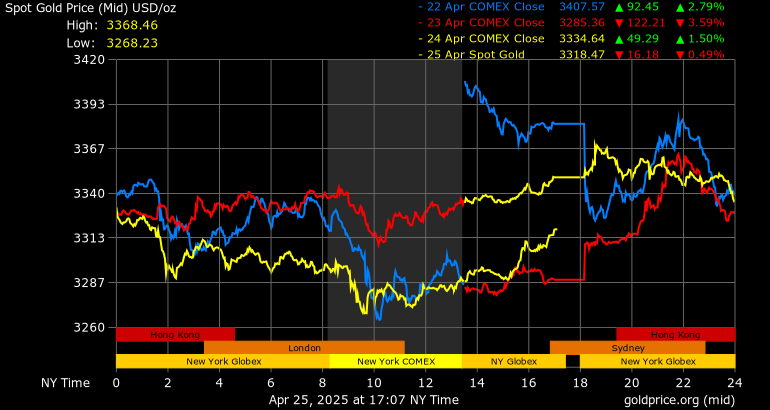 Spot Gold Price (Mid) USD/oz
High: 3368.46
Low: 3268.23
- 22 Apr COMEX Close 3407.57 ▲ 92.45 ▲ 2.79%
- 23 Apr COMEX Close 3285.36 ▼ 122.21 ▼ 3.59%
- 24 Apr COMEX Close 3334.64 ▲ 49.29 ▲ 1.50%
- 25 Apr Spot Gold 3318.47 ▼ 16.18 ▼ 0.49%
3420
3393
3367
3340
3313
3287
3260
Hong Kong Hong Kong
London Sydney
New York Globex New York COMEX NY Globex New York Globex
NY Time 0 2 4 6 8 10 12 14 16 18 20 22 24
Apr 25, 2025 at 17:07 NY Time goldprice.org (mid)